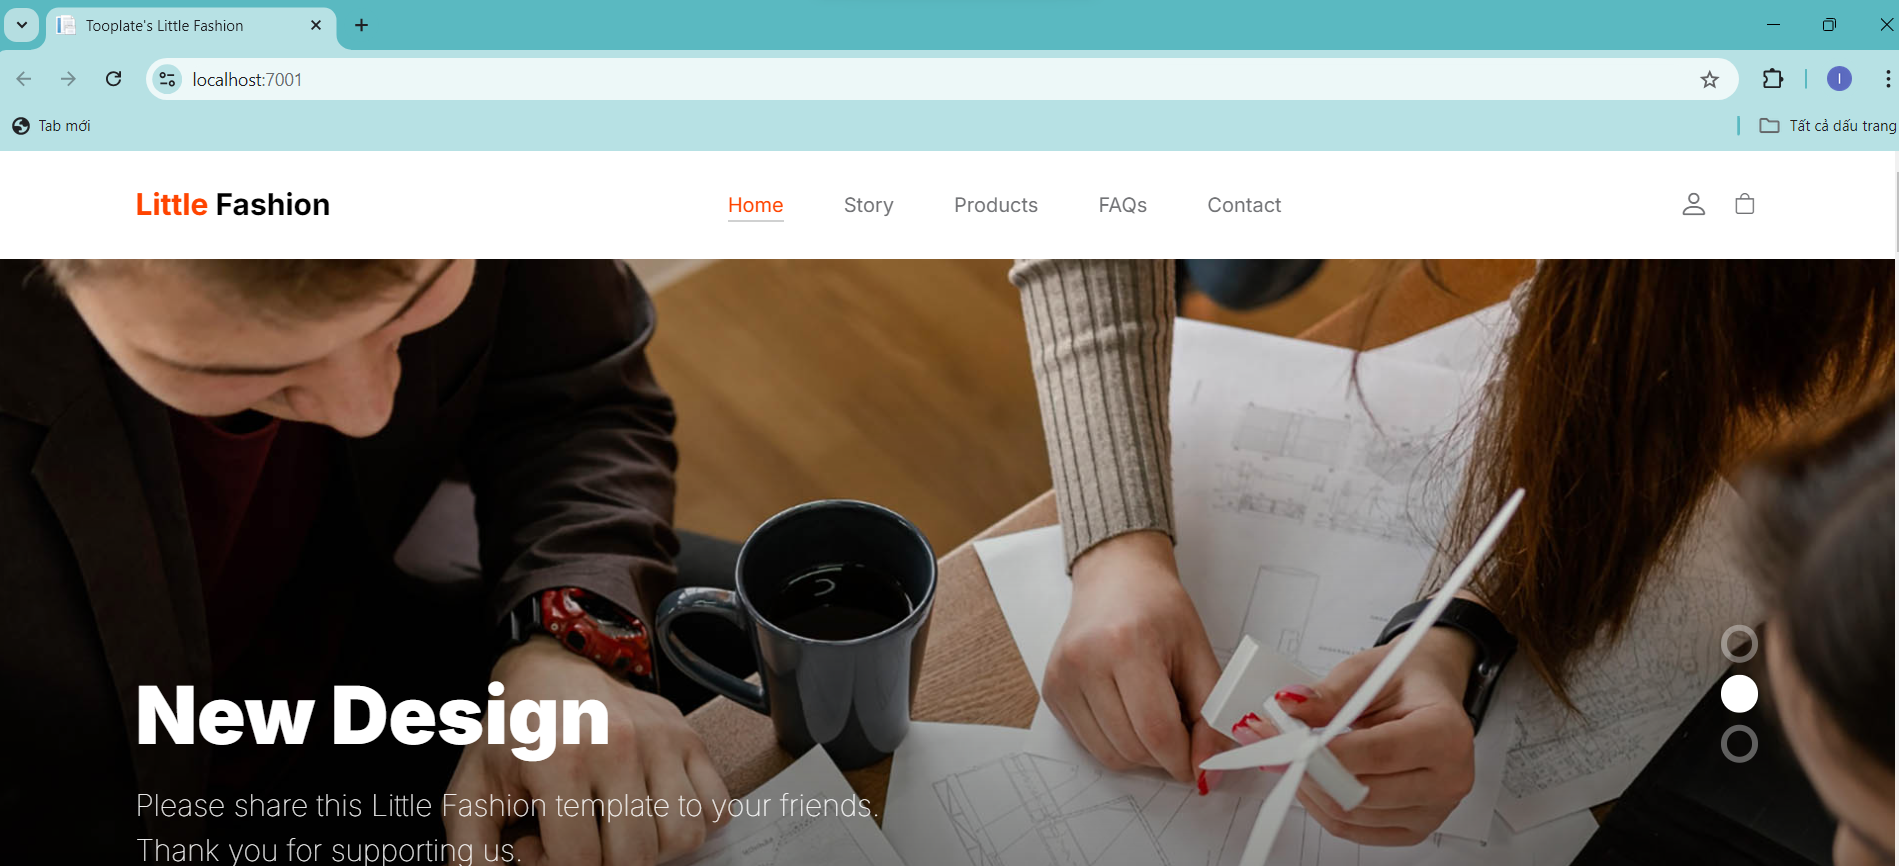 Tooplate's Little Fashion
localhost:7001
Tab mới
Tất cả dấu trang
Little Fashion
Home Story Products FAQs Contact
I
New Design
Please share this Little Fashion template to your friends.
Thank you for supporting us.